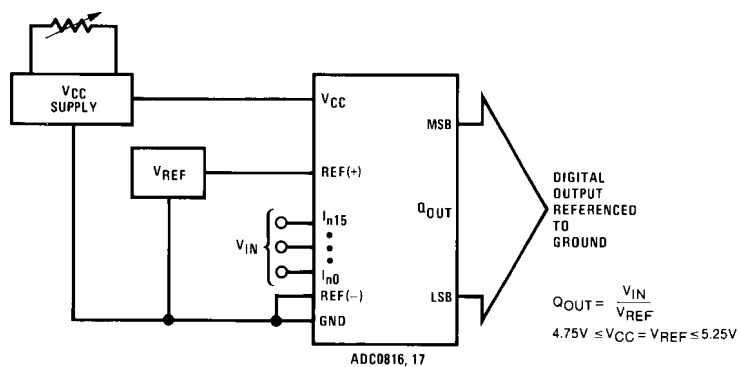 VCC
SUPPLY
VREF
VIN
VCC
REF(+)
In15
In0
REF(−)
GND
MSB
QOUT
LSB
ADC0816, 17
DIGITAL
OUTPUT
REFERENCED
TO
GROUND
QOUT = VIN / VREF
4.75V ≤ VCC = VREF ≤ 5.25V